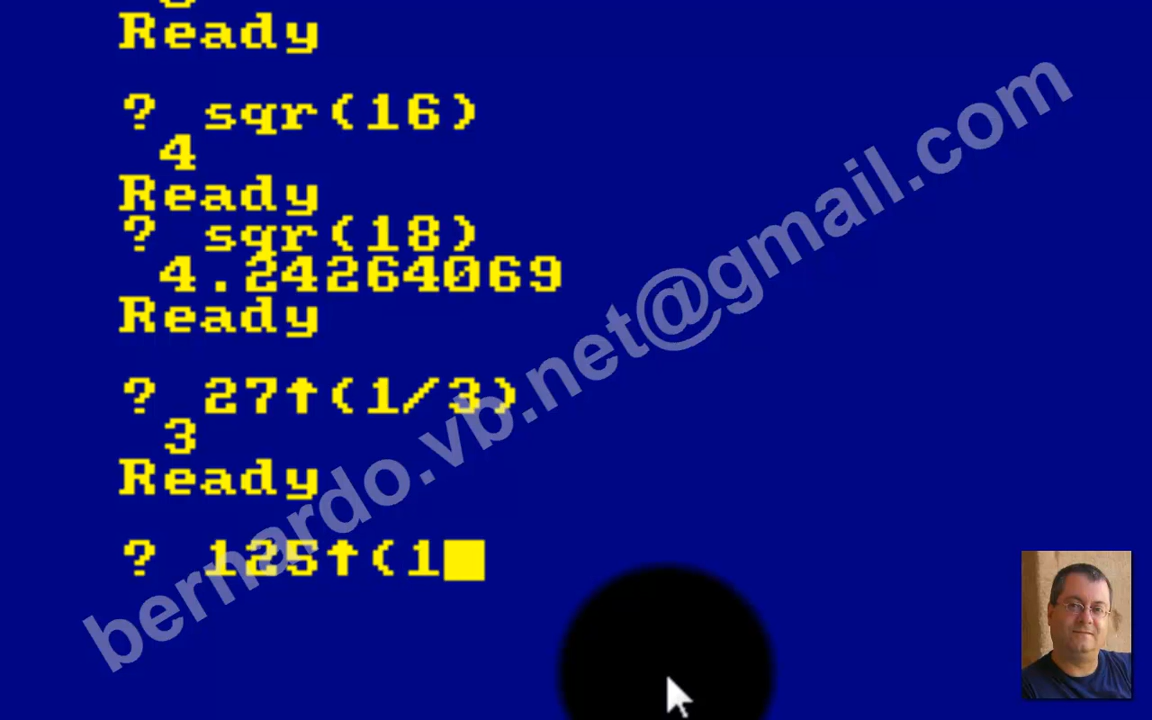 Ready
? sqr(16)
4
Ready
? sqr(18)
4.24264069
Ready
? 27↑(1/3)
3
Ready
? 125↑(1
bernardo.vb.net@gmail.com